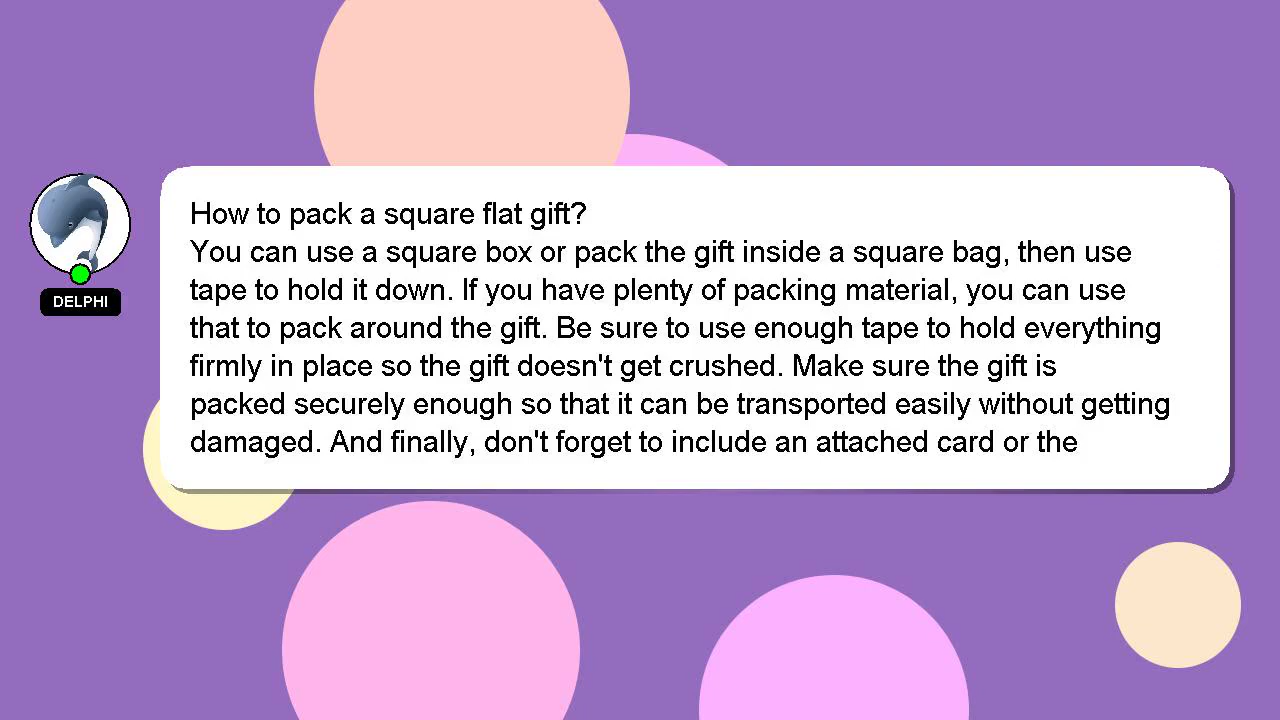 How to pack a square flat gift?
You can use a square box or pack the gift inside a square bag, then use
tape to hold it down. If you have plenty of packing material, you can use
that to pack around the gift. Be sure to use enough tape to hold everything
firmly in place so the gift doesn't get crushed. Make sure the gift is
packed securely enough so that it can be transported easily without getting
damaged. And finally, don't forget to include an attached card or the
DELPHI